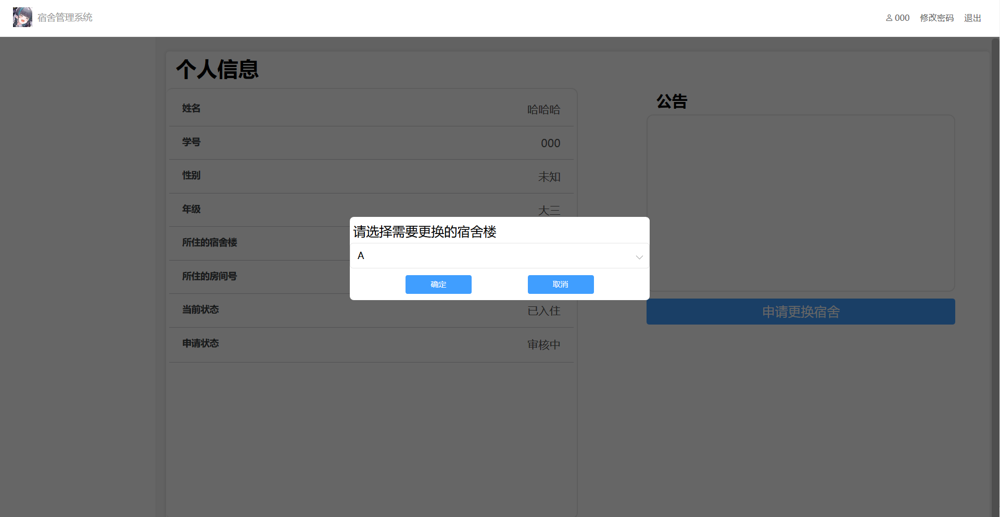 宿舍管理系统
000 修改密码 退出
个人信息
姓名 哈哈哈
学号 000
性别 未知
年级 大三
所住的宿舍楼
所住的房间号
当前状态 已入住
申请状态 审核中
公告
申请更换宿舍
请选择需要更换的宿舍楼
A
确定 取消